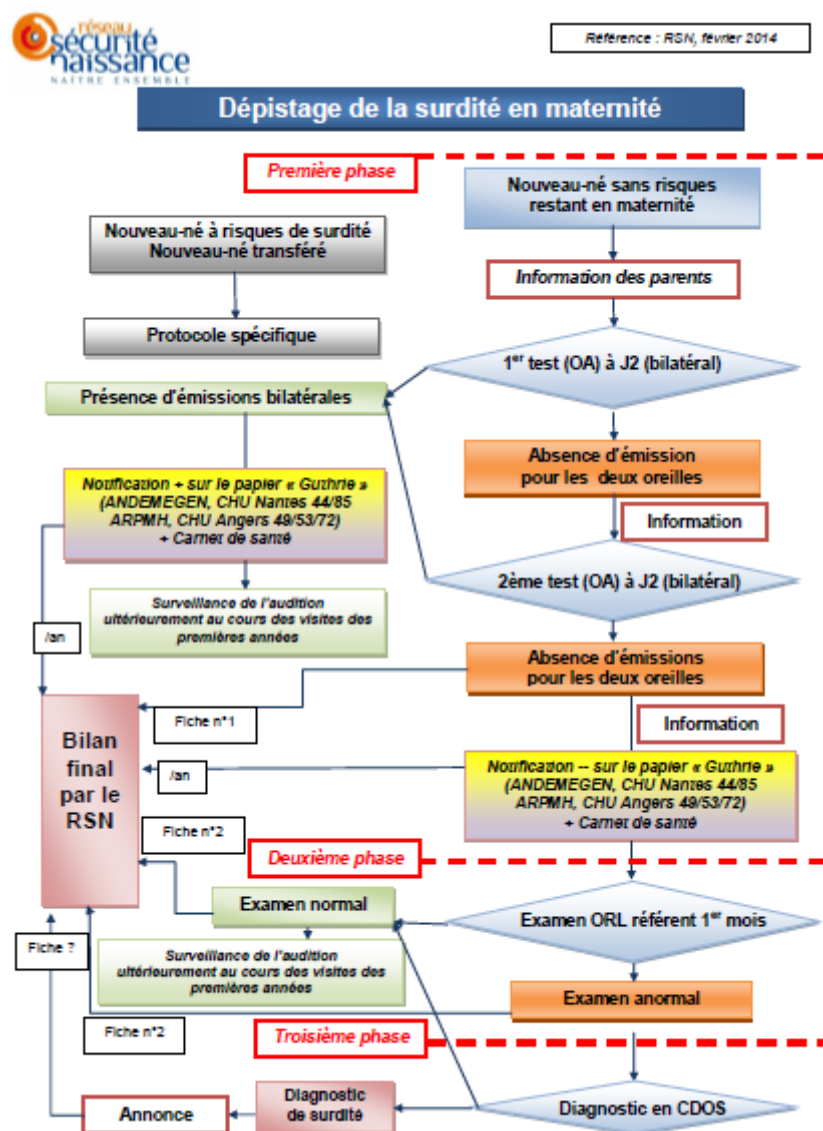 réseau
sécurité
naissance
NAÎTRE ENSEMBLE
Référence : RSN, février 2014
Dépistage de la surdité en maternité
Première phase
Nouveau-né sans risques
restant en maternité
Nouveau-né à risques de surdité
Nouveau-né transféré
Information des parents
Protocole spécifique
1er test (OA) à J2 (bilatéral)
Présence d'émissions bilatérales
Absence d'émission
pour les deux oreilles
Notification + sur le papier « Guthrie »
(ANDEMEGEN, CHU Nantes 44/85
ARPMH, CHU Angers 49/53/72)
+ Carnet de santé
Information
2ème test (OA) à J2 (bilatéral)
Surveillance de l'audition
ultérieurement au cours des visites des
premières années
/an
Absence d'émissions
pour les deux oreilles
Fiche n°1
Information
Bilan
final
par le
RSN
/an
Notification -- sur le papier « Guthrie »
(ANDEMEGEN, CHU Nantes 44/85
ARPMH, CHU Angers 49/53/72)
+ Carnet de santé
Fiche n°2
Deuxième phase
Examen normal
Examen ORL référent 1er mois
Fiche ?
Surveillance de l'audition
ultérieurement au cours des visites des
premières années
Examen anormal
Fiche n°2
Troisième phase
Diagnostic
de surdité
Annonce
Diagnostic en CDOS